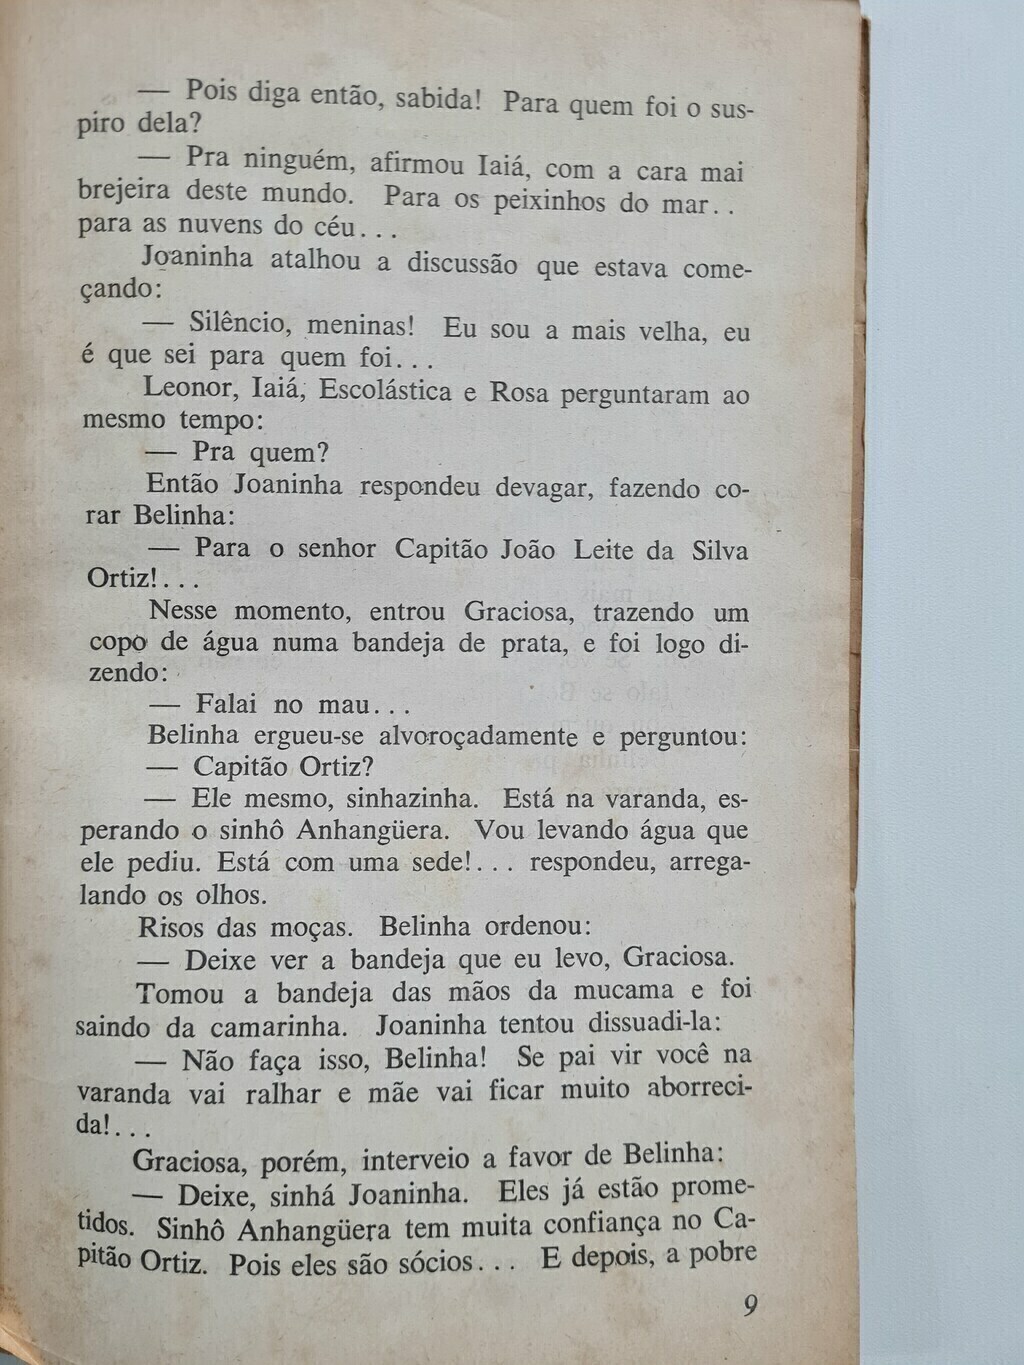 — Pois diga então, sabida! Para quem foi o sus-
piro dela?
— Pra ninguém, afirmou Iaiá, com a cara mai
brejeira deste mundo. Para os peixinhos do mar. .
para as nuvens do céu. . .
Joaninha atalhou a discussão que estava come-
çando:
— Silêncio, meninas! Eu sou a mais velha, eu
é que sei para quem foi. . .
Leonor, Iaiá, Escolástica e Rosa perguntaram ao
mesmo tempo:
— Pra quem?
Então Joaninha respondeu devagar, fazendo co-
rar Belinha:
— Para o senhor Capitão João Leite da Silva
Ortiz!. . .
Nesse momento, entrou Graciosa, trazendo um
copo de água numa bandeja de prata, e foi logo di-
zendo:
— Falai no mau. . .
Belinha ergueu-se alvoroçadamente e perguntou:
— Capitão Ortiz?
— Ele mesmo, sinhazinha. Está na varanda, es-
perando o sinhô Anhangüera. Vou levando água que
ele pediu. Está com uma sede!. . . respondeu, arrega-
lando os olhos.
Risos das moças. Belinha ordenou:
— Deixe ver a bandeja que eu levo, Graciosa.
Tomou a bandeja das mãos da mucama e foi
saindo da camarinha. Joaninha tentou dissuadi-la:
— Não faça isso, Belinha! Se pai vir você na
varanda vai ralhar e mãe vai ficar muito aborreci-
da!. . .
Graciosa, porém, interveio a favor de Belinha:
— Deixe, sinhá Joaninha. Eles já estão prome-
tidos. Sinhô Anhangüera tem muita confiança no Ca-
pitão Ortiz. Pois eles são sócios. . . E depois, a pobre
9